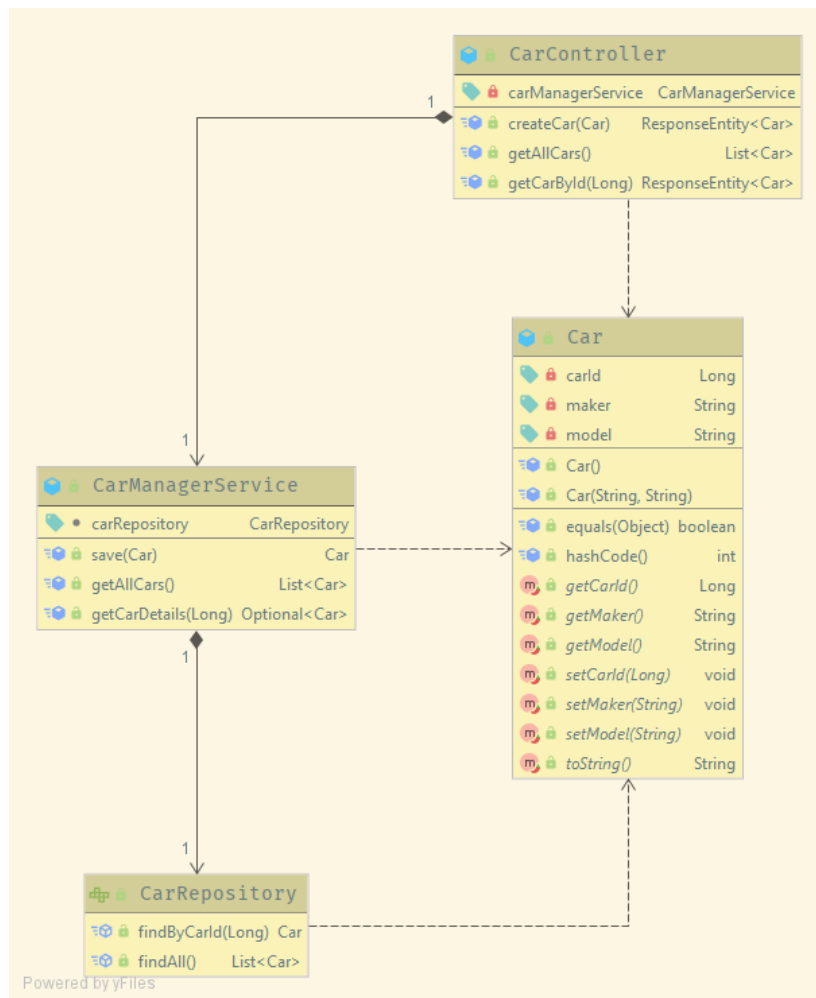 CarController
1
carManagerService CarManagerService
createCar(Car) ResponseEntity<Car>
getAllCars() List<Car>
getCarById(Long) ResponseEntity<Car>
Car
carId Long
maker String
model String
Car()
Car(String, String)
equals(Object) boolean
hashCode() int
getCarId() Long
getMaker() String
getModel() String
setCarId(Long) void
setMaker(String) void
setModel(String) void
toString() String
1
CarManagerService
carRepository CarRepository
save(Car) Car
getAllCars() List<Car>
getCarDetails(Long) Optional<Car>
1
1
CarRepository
findByCarId(Long) Car
findAll() List<Car>
Powered by yFiles